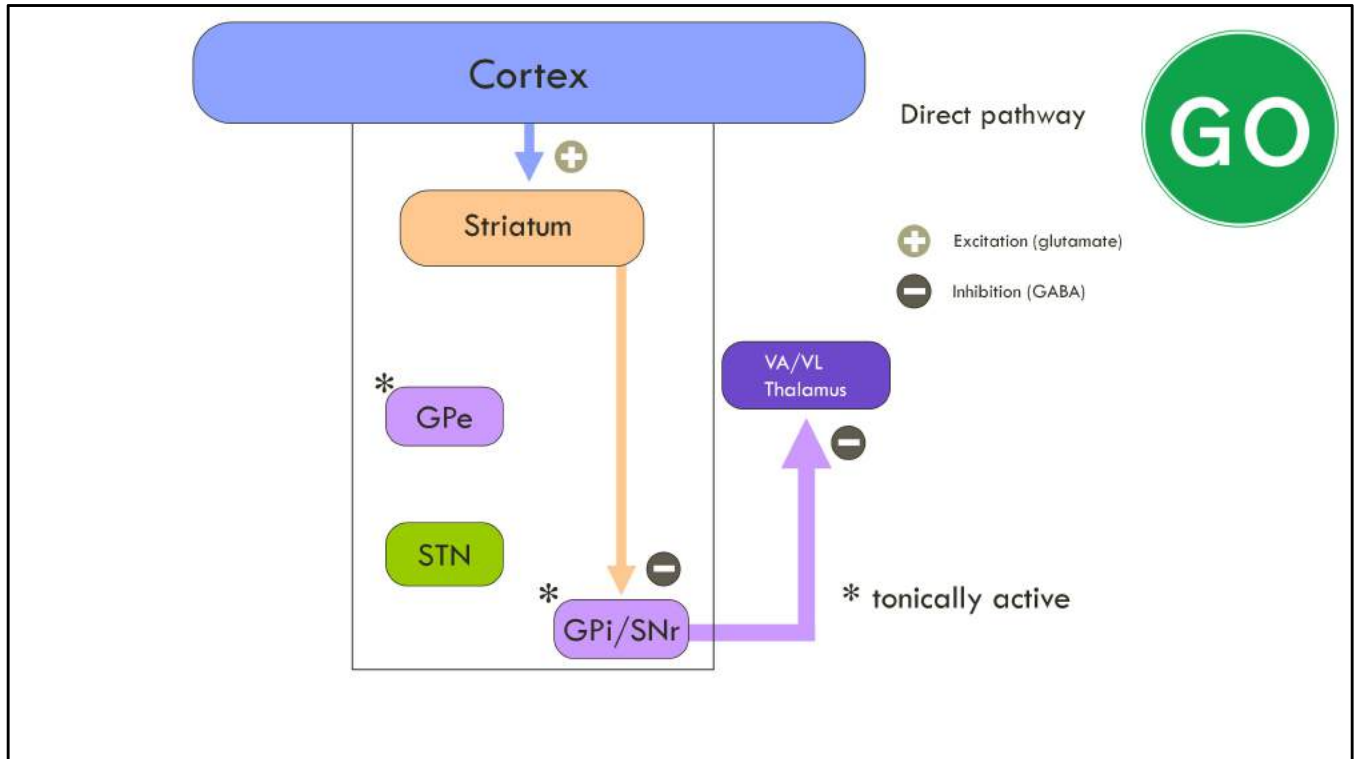 Cortex
Direct pathway
GO
Striatum
Excitation (glutamate)
Inhibition (GABA)
VA/VL
Thalamus
*
GPe
STN
*
GPi/SNr
* tonically active